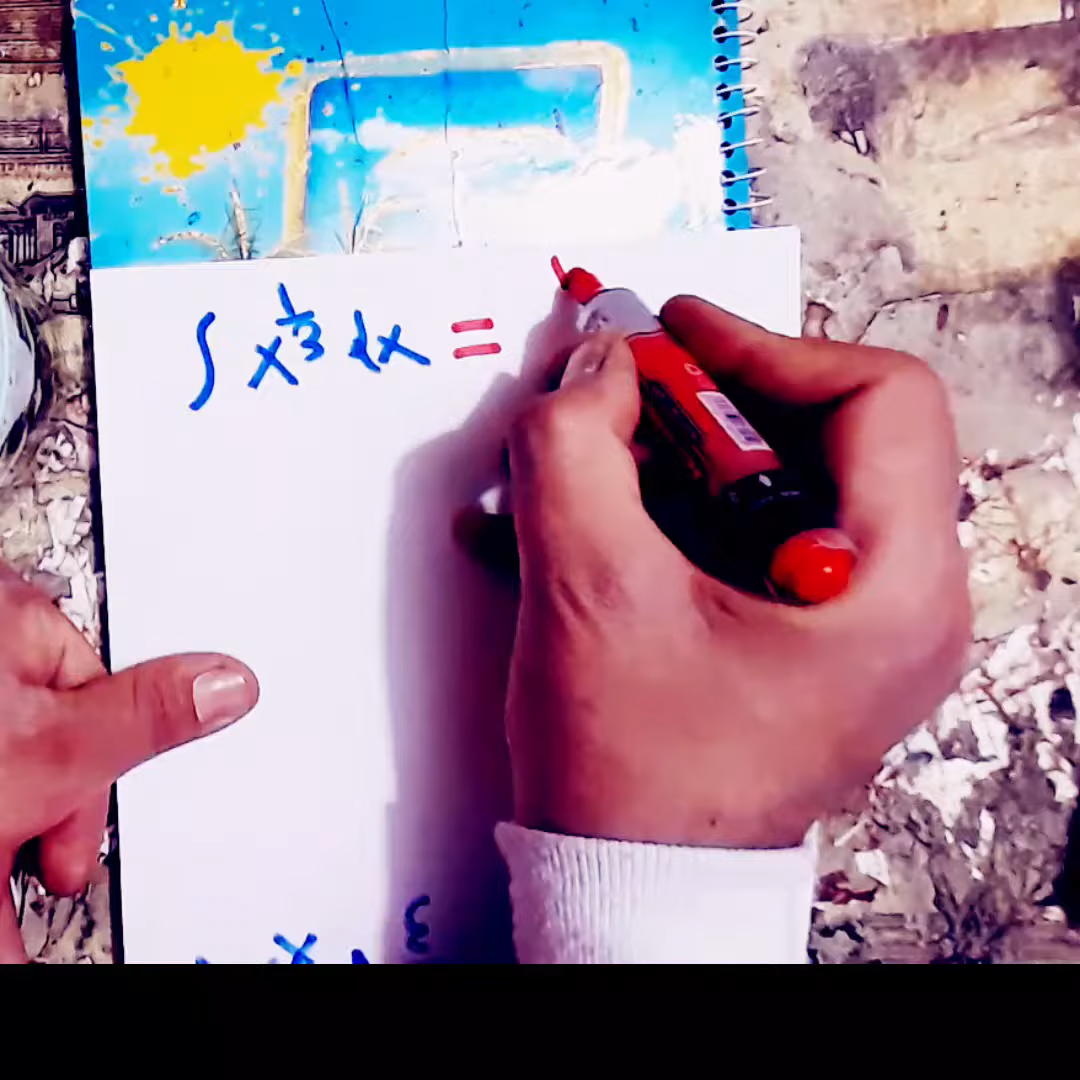 ∫ x^{1/3} dx =